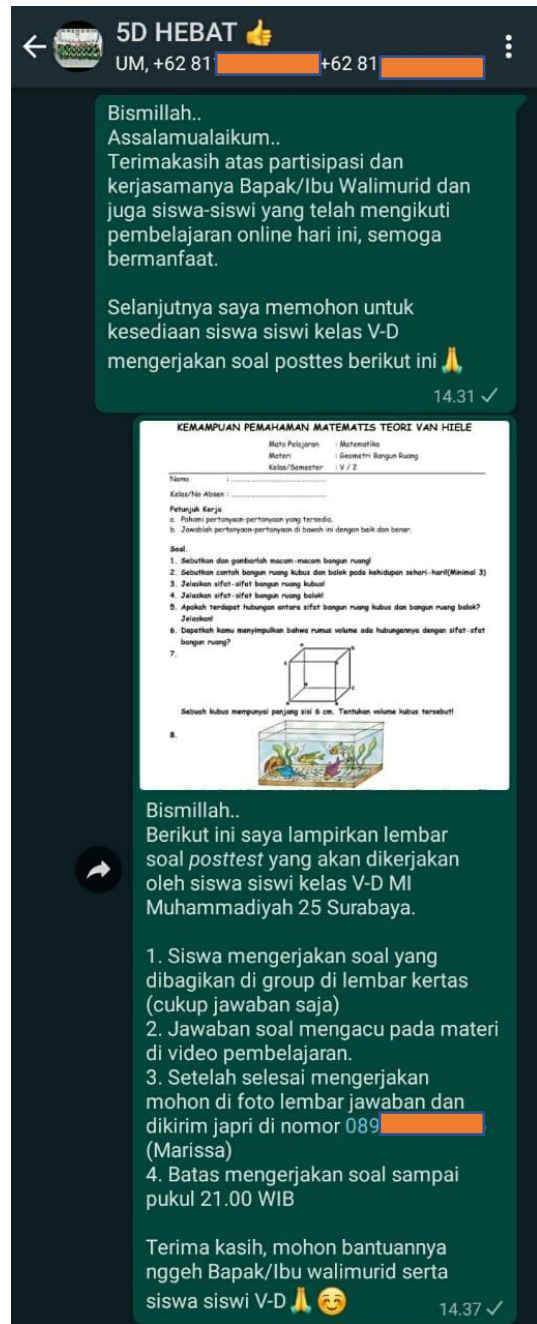 5D HEBAT 👍
UM, +62 81 +62 81
Bismillah..
Assalamualaikum..
Terimakasih atas partisipasi dan
kerjasamanya Bapak/Ibu Walimurid dan
juga siswa-siswi yang telah mengikuti
pembelajaran online hari ini, semoga
bermanfaat.
Selanjutnya saya memohon untuk
kesediaan siswa siswi kelas V-D
mengerjakan soal posttes berikut ini 🙏
14.31 ✓
KEMAMPUAN PEMAHAMAN MATEMATIS TEORI VAN HIELE
Mata Pelajaran : Matematika
Materi : Geometri Bangun Ruang
Kelas/Semester : V / 2
Nama :
Kelas/No Absen :
Petunjuk Kerja
a. Pahami pertanyaan-pertanyaan yang tersedia.
b. Jawablah pertanyaan-pertanyaan di bawah ini dengan baik dan benar.
Soal.
1. Sebutkan dan gambarlah macam-macam bangun ruang!
2. Sebutkan contoh bangun ruang kubus dan balok pada kehidupan sehari-hari!(Minimal 3)
3. Jelaskan sifat-sifat bangun ruang kubus!
4. Jelaskan sifat-sifat bangun ruang balok!
5. Apakah terdapat hubungan antara sifat bangun ruang kubus dan bangun ruang balok?
Jelaskan!
6. Dapatkah kamu menyimpulkan bahwa rumus volume ada hubungannya dengan sifat-sfat
bangun ruang?
7.
Sebuah kubus mempunyai panjang sisi 6 cm. Tentukan volume kubus tersebut!
8.
Bismillah..
Berikut ini saya lampirkan lembar
soal posttest yang akan dikerjakan
oleh siswa siswi kelas V-D MI
Muhammadiyah 25 Surabaya.
1. Siswa mengerjakan soal yang
dibagikan di group di lembar kertas
(cukup jawaban saja)
2. Jawaban soal mengacu pada materi
di video pembelajaran.
3. Setelah selesai mengerjakan
mohon di foto lembar jawaban dan
dikirim japri di nomor 089
(Marissa)
4. Batas mengerjakan soal sampai
pukul 21.00 WIB
Terima kasih, mohon bantuannya
nggeh Bapak/Ibu walimurid serta
siswa siswi V-D 🙏 ☺️
14.37 ✓